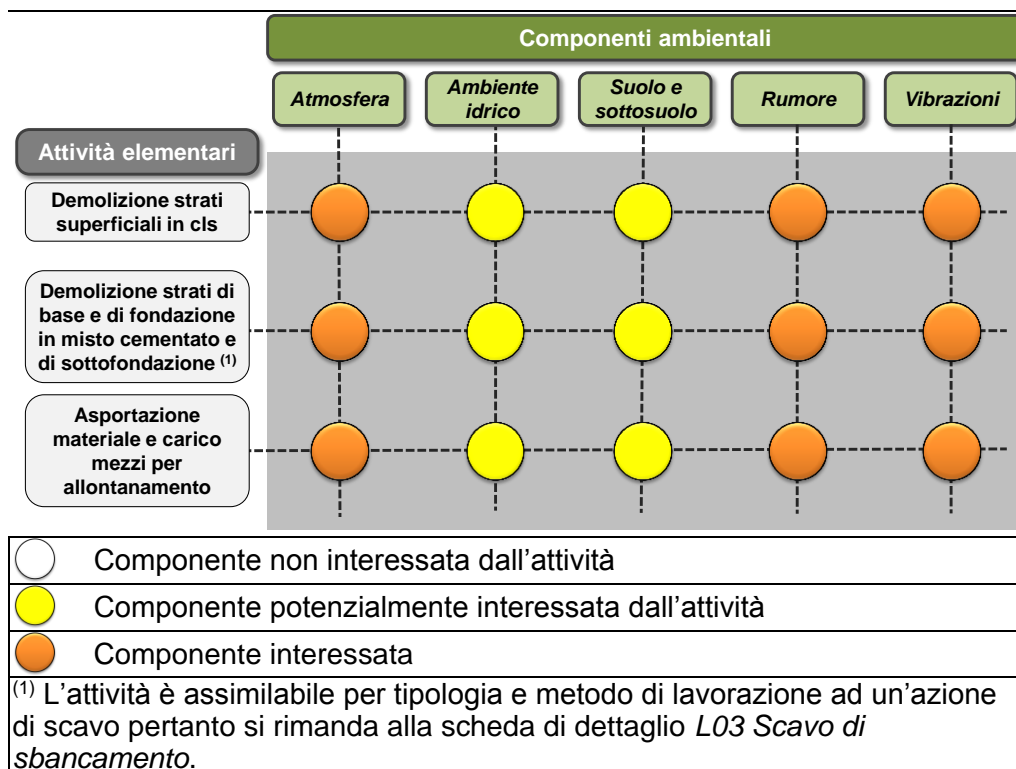 Componenti ambientali
Atmosfera
Ambiente
idrico
Suolo e
sottosuolo
Rumore
Vibrazioni
Attività elementari
Demolizione strati
superficiali in cls
Demolizione strati di
base e di fondazione
in misto cementato e
di sottofondazione (1)
Asportazione
materiale e carico
mezzi per
allontanamento
Componente non interessata dall'attività
Componente potenzialmente interessata dall'attività
Componente interessata
(1) L'attività è assimilabile per tipologia e metodo di lavorazione ad un'azione
di scavo pertanto si rimanda alla scheda di dettaglio L03 Scavo di
sbancamento.